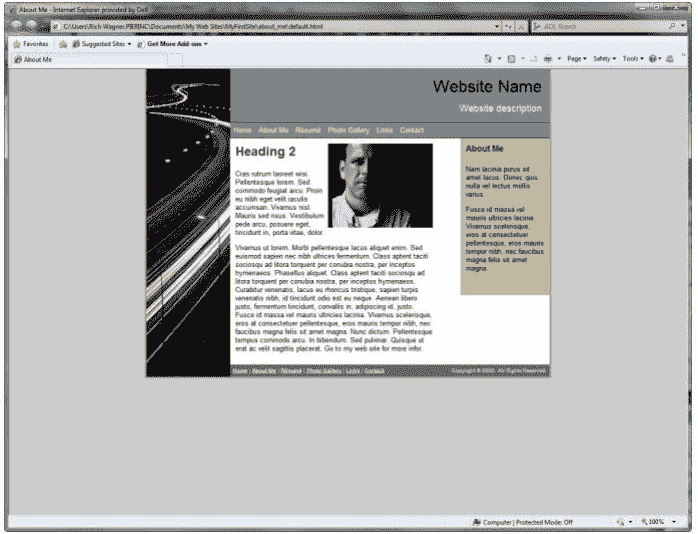 About Me - Internet Explorer provided by Dell
C:\Users\Rich Wagner.PIERINC\Documents\My Web Sites\MyFirstSite\about_me\default.html
AOL Search
Favorites Suggested Sites Get More Add-ons
About Me
Page Safety Tools
Website Name
Website description
Home About Me Résumé Photo Gallery Links Contact
Heading 2
Cras rutrum laoreet wisi.
Pellentesque lorem. Sed
commodo feugiat arcu. Proin
eu nibh eget velit iaculis
accumsan. Vivamus nisl.
Mauris sed risus. Vestibulum
pede arcu, posuere eget,
tincidunt in, porta vitae, dolor.
Vivamus ut lorem. Morbi pellentesque lacus aliquet enim. Sed
euismod sapien nec nibh ultrices fermentum. Class aptent taciti
sociosqu ad litora torquent per conubia nostra, per inceptos
hymenaeos. Phasellus aliquet. Class aptent taciti sociosqu ad
litora torquent per conubia nostra, per inceptos hymenaeos.
Curabitur venenatis, lacus eu rhoncus tristique, sapien turpis
venenatis nibh, id tincidunt odio est eu neque. Aenean libero
justo, fermentum tincidunt, convallis in, adipiscing id, justo.
Fusce id massa vel mauris ultricies lacinia. Vivamus scelerisque,
eros at consectetuer pellentesque, eros mauris tempor nibh, nec
faucibus magna felis sit amet magna. Nunc dictum. Pellentesque
tempus commodo arcu. In bibendum. Sed pulvinar. Quisque ut
erat ac velit sagittis placerat. Go to my web site for more infor.
About Me
Nam lacinia purus sit
amet lacus. Donec quis
nulla vel lectus mollis
varius.
Fusce id massa vel
mauris ultricies lacinia.
Vivamus scelerisque,
eros at consectetuer
pellentesque, eros mauris
tempor nibh, nec faucibus
magna felis sit amet
magna.
Home | About Me | Résumé | Photo Gallery | Links | Contact
Computer | Protected Mode: Off
100%